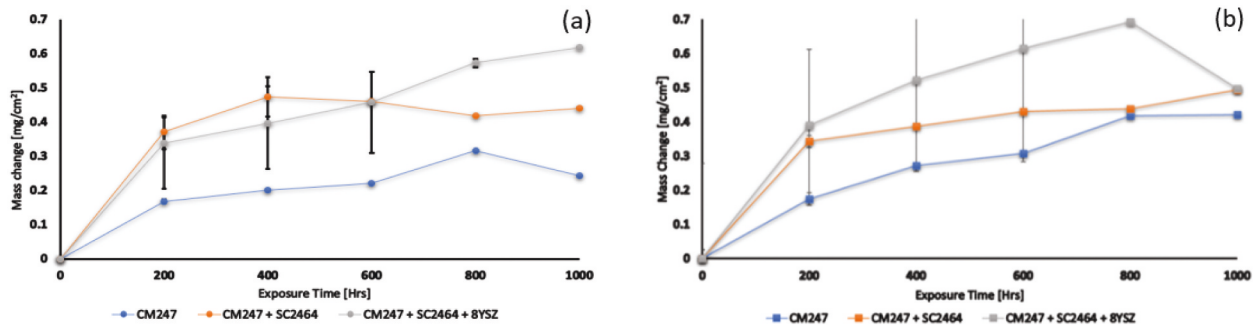 (a)
0.7
0.6
0.5
0.4
0.3
0.2
0.1
0
Mass change [mg/cm²]
0 200 400 600 800 1000
Exposure Time [Hrs]
CM247 CM247 + SC2464 CM247 + SC2464 + 8YSZ
(b)
0.7
0.6
0.5
0.4
0.3
0.2
0.1
0
Mass Change [mg/cm²]
0 200 400 600 800 1000
Exposure Time [Hrs]
CM247 CM247 + SC2464 CM247 + SC2464 + 8YSZ